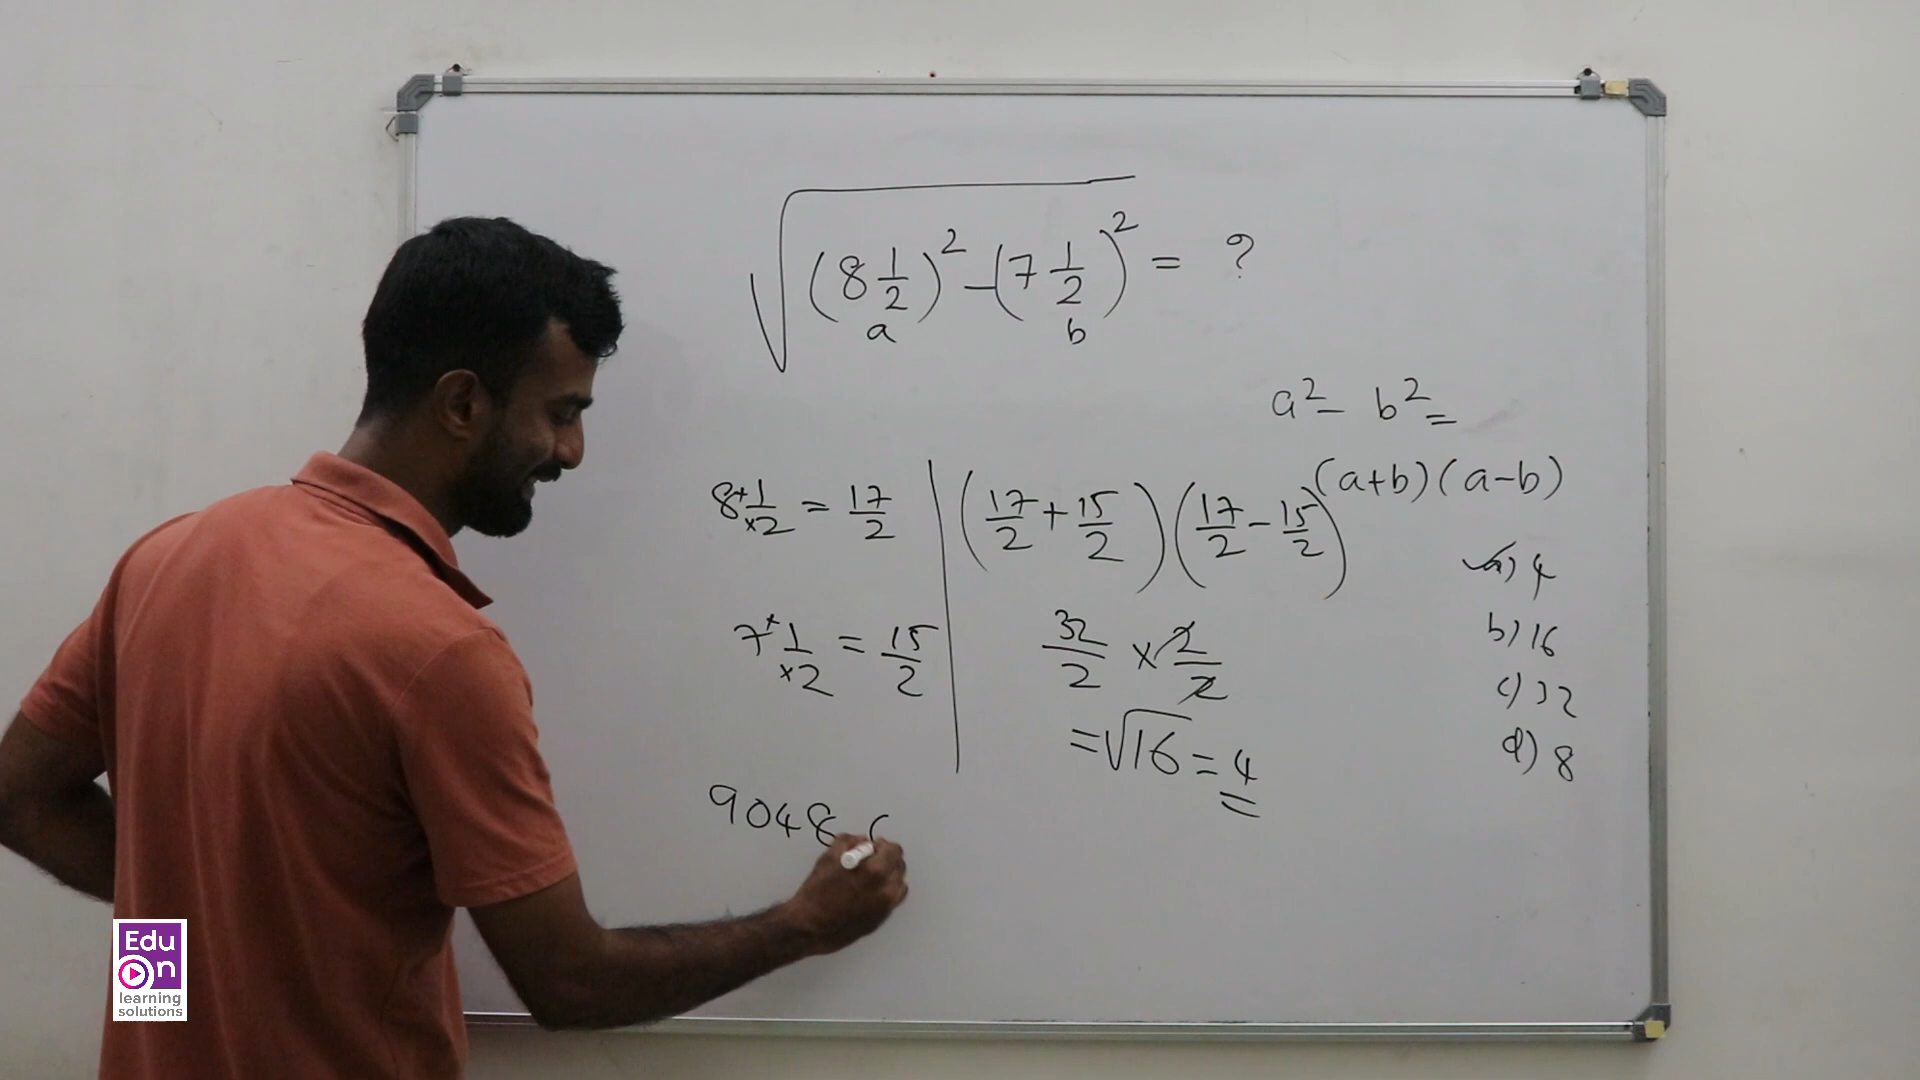 √(8 1/2)² - (7 1/2)² = ?
a b
a² - b² =
(a+b)(a-b)
8 + 1/×2 = 17/2
(17/2 + 15/2)(17/2 - 15/2)
7 + 1/×2 = 15/2
32/2 × 2/2
= √16 = 4
a) 4
b) 16
c) 32
d) 8
9048
Edu
On
learning
solutions